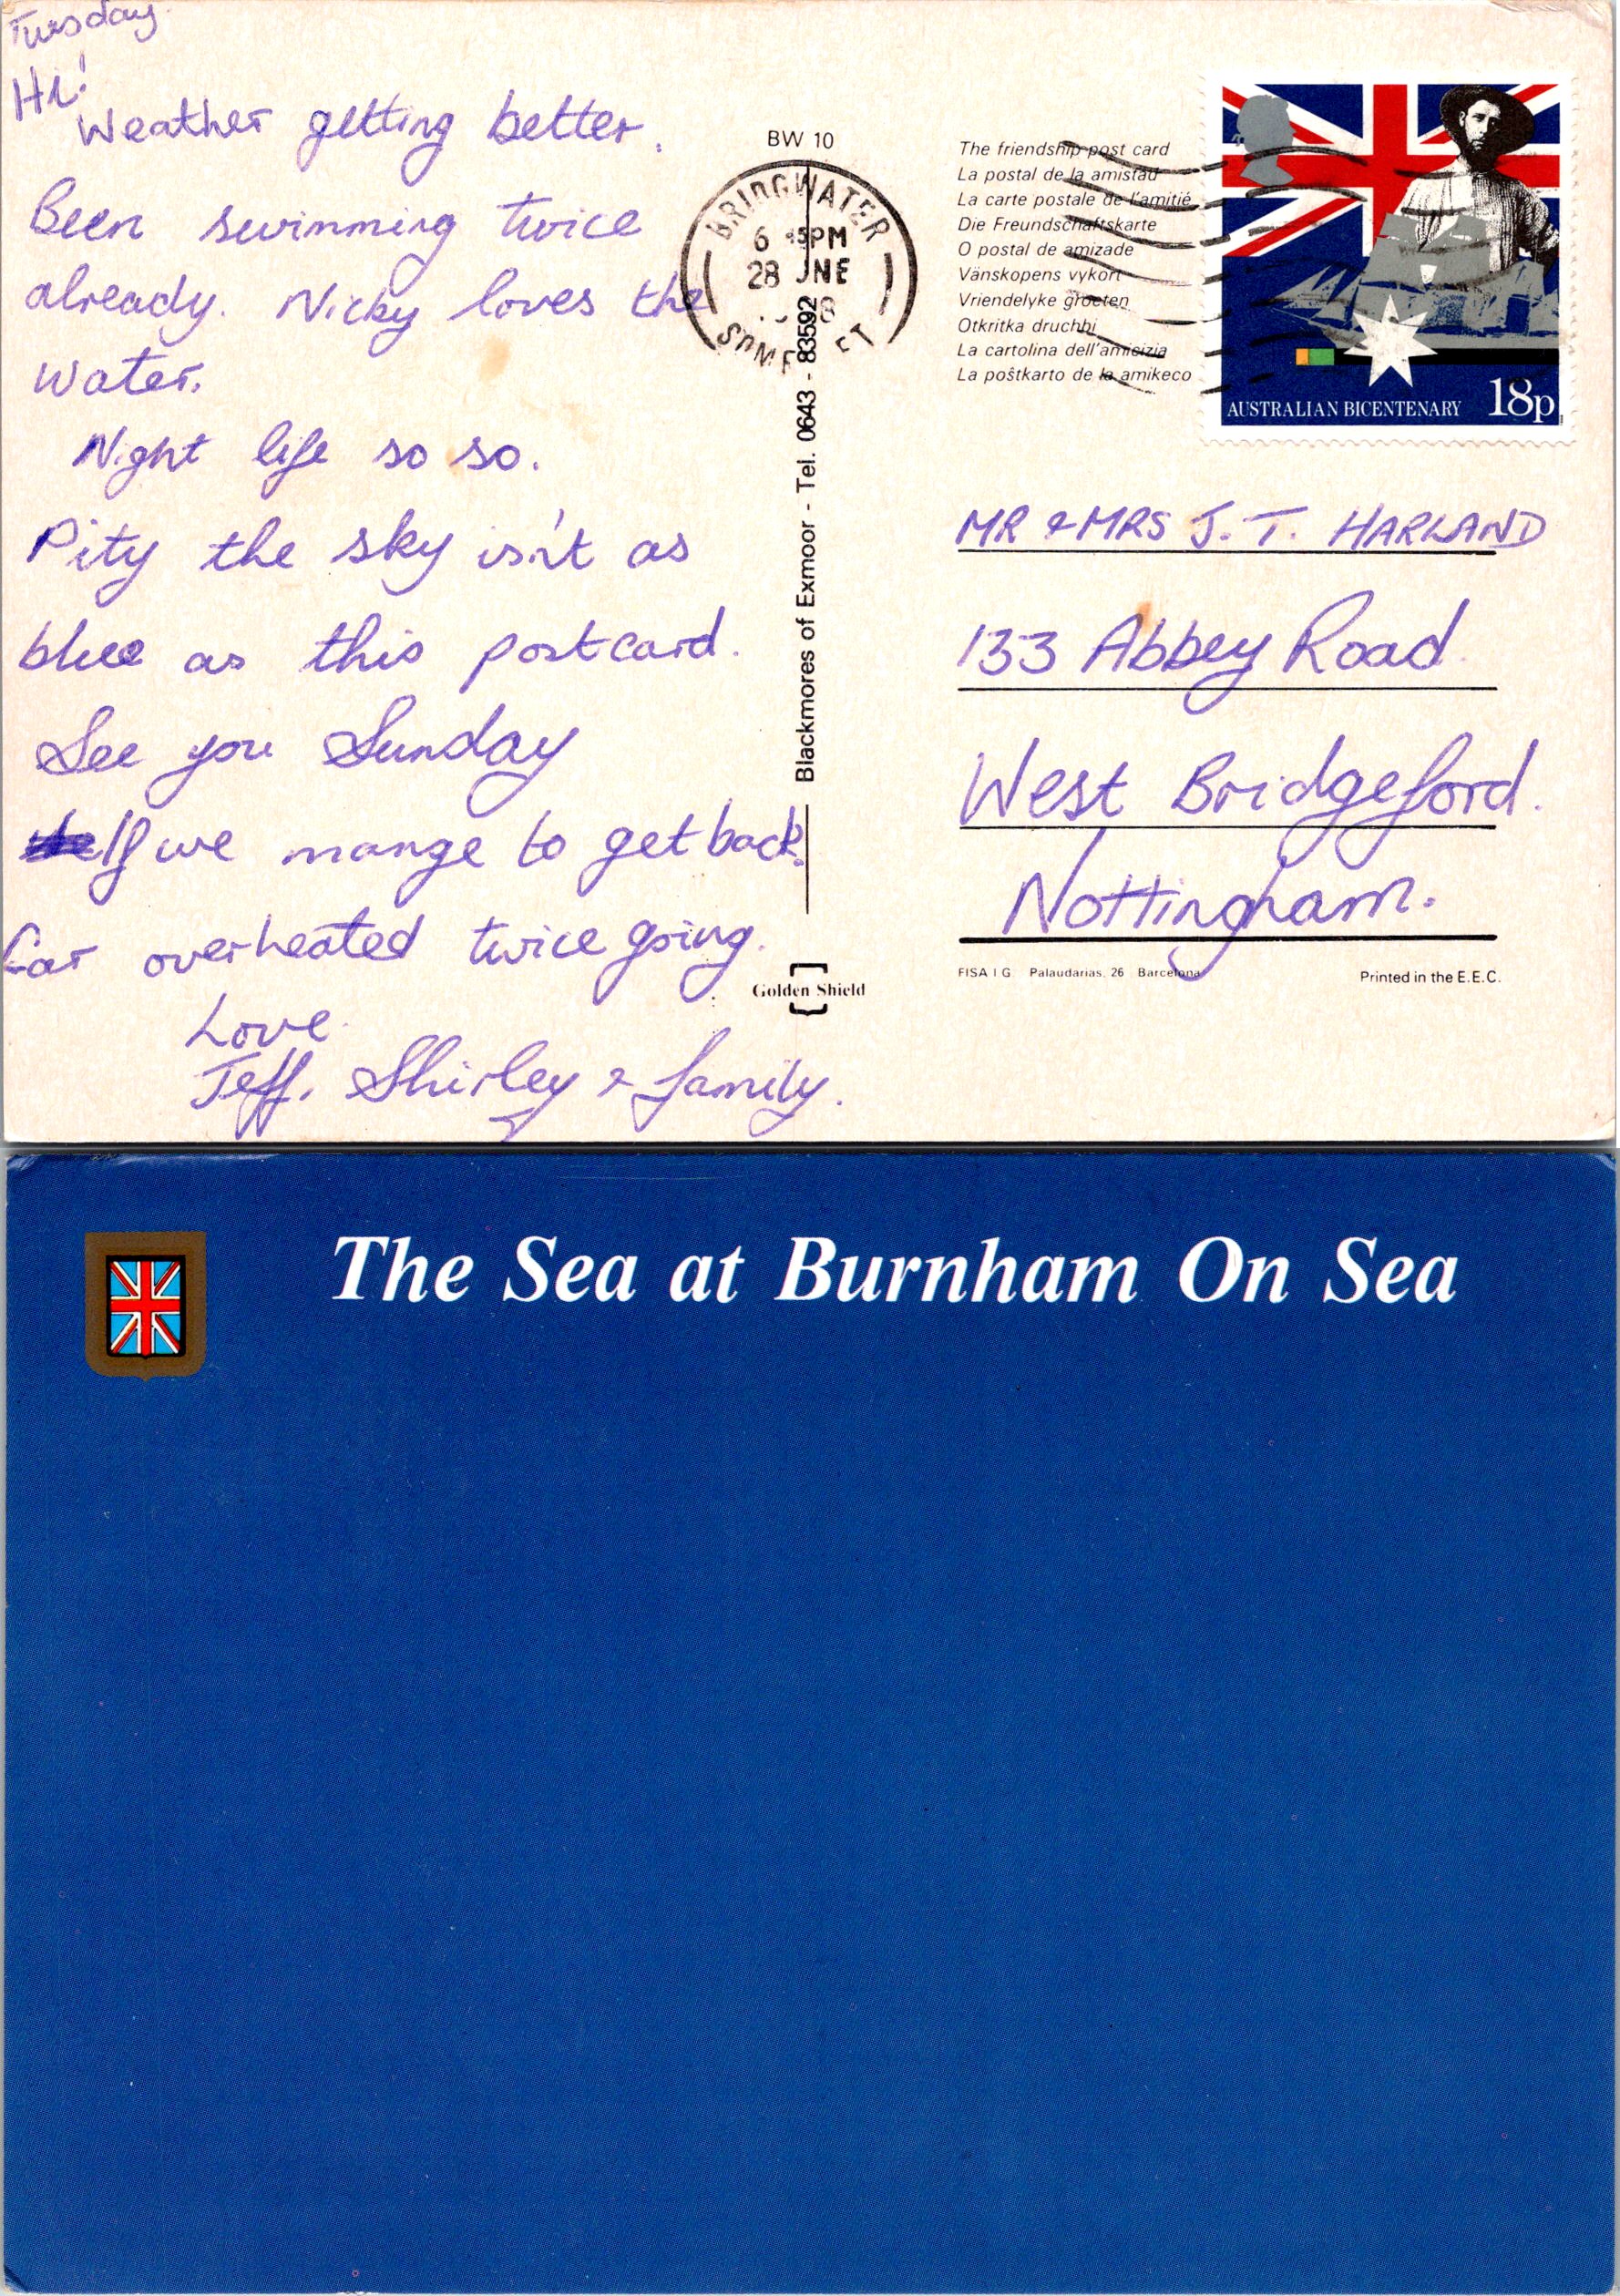 Tuesday.
Hi!
Weather getting better.
Been swimming twice
already. Nicky loves the
water.
Night life so so.
Pity the sky isn't as
blue as this postcard.
See you Sunday
If we mange to get back.
Car overheated twice going.
Love
Jeff, Shirley & family.
BW 10
BRIDGWATER
6 45PM
28 JNE
SOMERSET
Blackmores of Exmoor - Tel. 0643 - 83592
Golden Shield
The friendship post card
La postal de la amistad
La carte postale de l'amitié
Die Freundschaftskarte
O postal de amizade
Vänskopens vykort
Vriendelyke groeten
Otkritka druchbi
La cartolina dell'amicizia
La poŝtkarto de la amikeco
AUSTRALIAN BICENTENARY 18p
MR & MRS J. T. HARLAND
133 Abbey Road
West Bridgeford.
Nottingham.
FISA I G. Palaudarias, 26 Barcelona
Printed in the E.E.C.
The Sea at Burnham On Sea